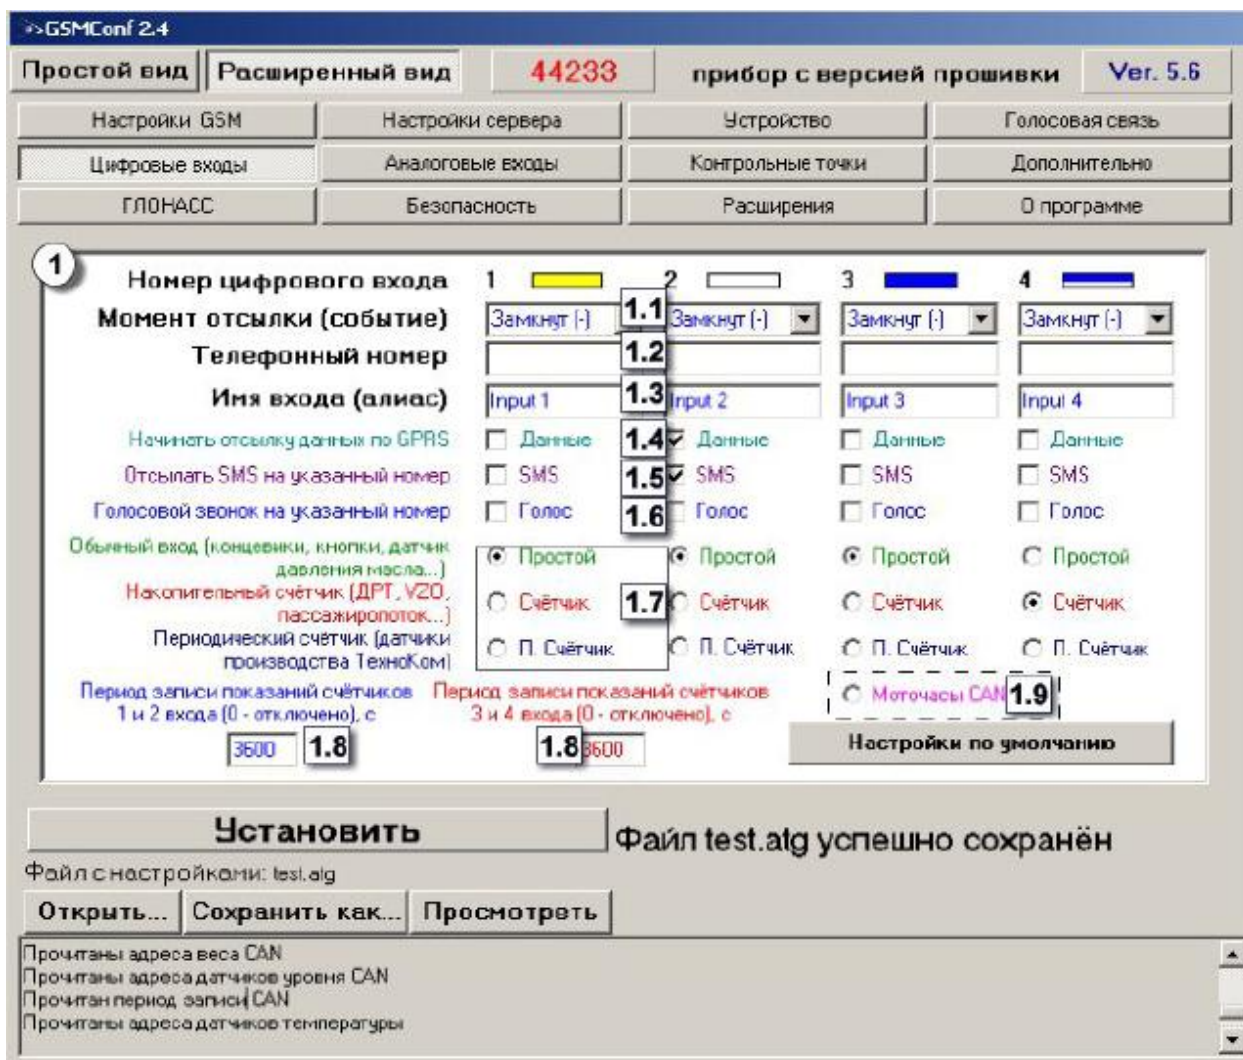 GSMConf 2.4
Простой вид Расширенный вид 44233 прибор с версией прошивки Ver. 5.6
Настройки GSM Настройки сервера Устройство Голосовая связь
Цифровые входы Аналоговые входы Контрольные точки Дополнительно
ГЛОНАСС Безопасность Расширения О программе
1
Номер цифрового входа 1 2 3 4
Момент отсылки (событие) Замкнут (-) 1.1 Замкнут (-) Замкнут (-) Замкнут (-)
Телефонный номер 1.2
Имя входа (алиас) Input 1 1.3 Input 2 Input 3 Input 4
Начинать отсылку данных по GPRS Данные 1.4 Данные Данные Данные
Отсылать SMS на указанный номер SMS 1.5 SMS SMS SMS
Голосовой звонок на указанный номер Голос 1.6 Голос Голос Голос
Обычный вход (концевики, кнопки, датчик
давления масла...) Простой Простой Простой Простой
Накопительный счётчик (ДРТ, VZO,
пассажиропоток...) Счётчик 1.7 Счётчик Счётчик Счётчик
Периодический счётчик (датчики
производства ТехноКом) П. Счётчик П. Счётчик П. Счётчик П. Счётчик
Период записи показаний счётчиков
1 и 2 входа (0 - отключено), с
Период записи показаний счётчиков
3 и 4 входа (0 - отключено), с
Моточасы CAN 1.9
3600 1.8 1.8 3600 Настройки по умолчанию
Установить Файл test.atg успешно сохранён
Файл с настройками: test.atg
Открыть... Сохранить как... Просмотреть
Прочитаны адреса веса CAN
Прочитаны адреса датчиков уровня CAN
Прочитан период записи CAN
Прочитаны адреса датчиков температуры